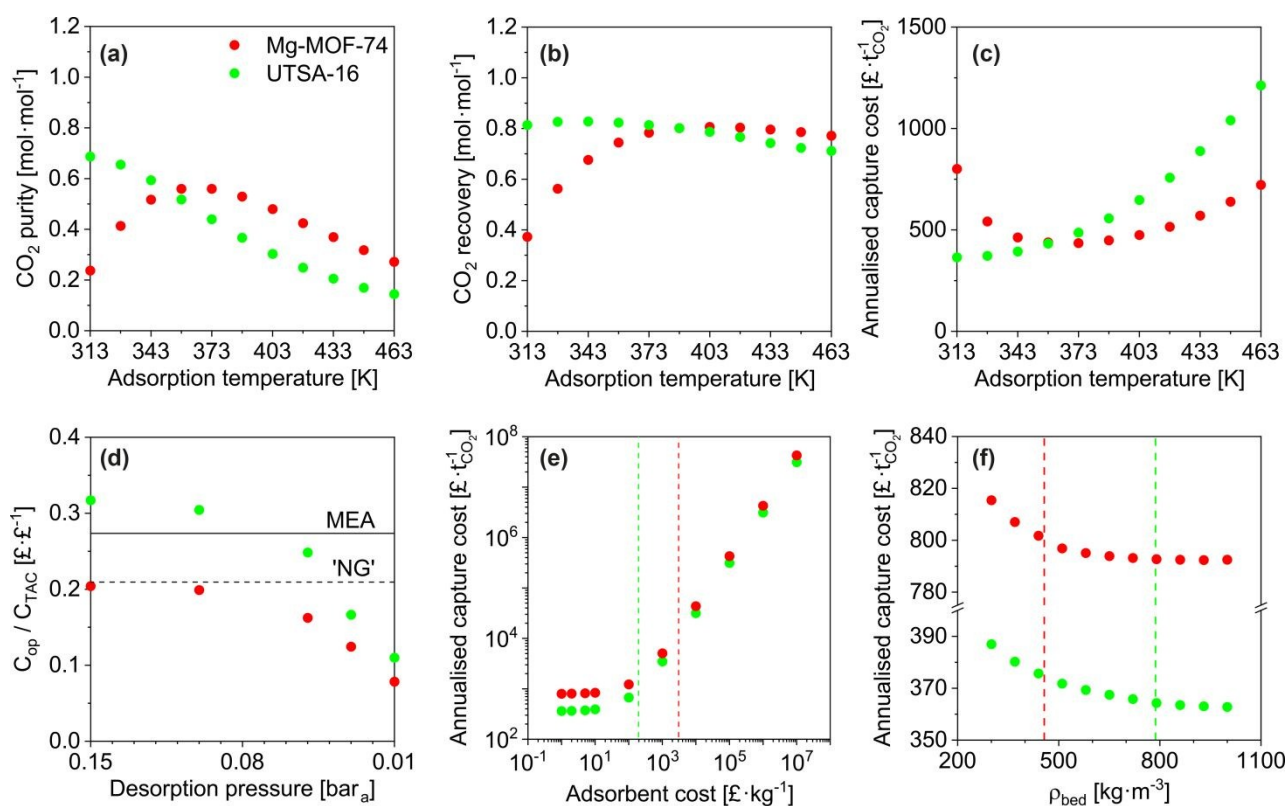 (a)
Mg-MOF-74
UTSA-16
CO₂ purity [mol·mol⁻¹]
1.2
1.0
0.8
0.6
0.4
0.2
0.0
313 343 373 403 433 463
Adsorption temperature [K]
(b)
CO₂ recovery [mol·mol⁻¹]
1.2
1.0
0.8
0.6
0.4
0.2
0.0
313 343 373 403 433 463
Adsorption temperature [K]
(c)
Annualised capture cost [£·t⁻¹CO₂]
1500
1000
500
0
313 343 373 403 433 463
Adsorption temperature [K]
(d)
Cop / CTAC [£·£⁻¹]
0.4
0.3
0.2
0.1
0.0
MEA
'NG'
0.15 0.08 0.01
Desorption pressure [barₐ]
(e)
Annualised capture cost [£·t⁻¹CO₂]
10⁸
10⁶
10⁴
10²
10⁻¹ 10¹ 10³ 10⁵ 10⁷
Adsorbent cost [£·kg⁻¹]
(f)
Annualised capture cost [£·t⁻¹CO₂]
840
820
800
780
390
370
350
200 500 800 1100
ρbed [kg·m⁻³]